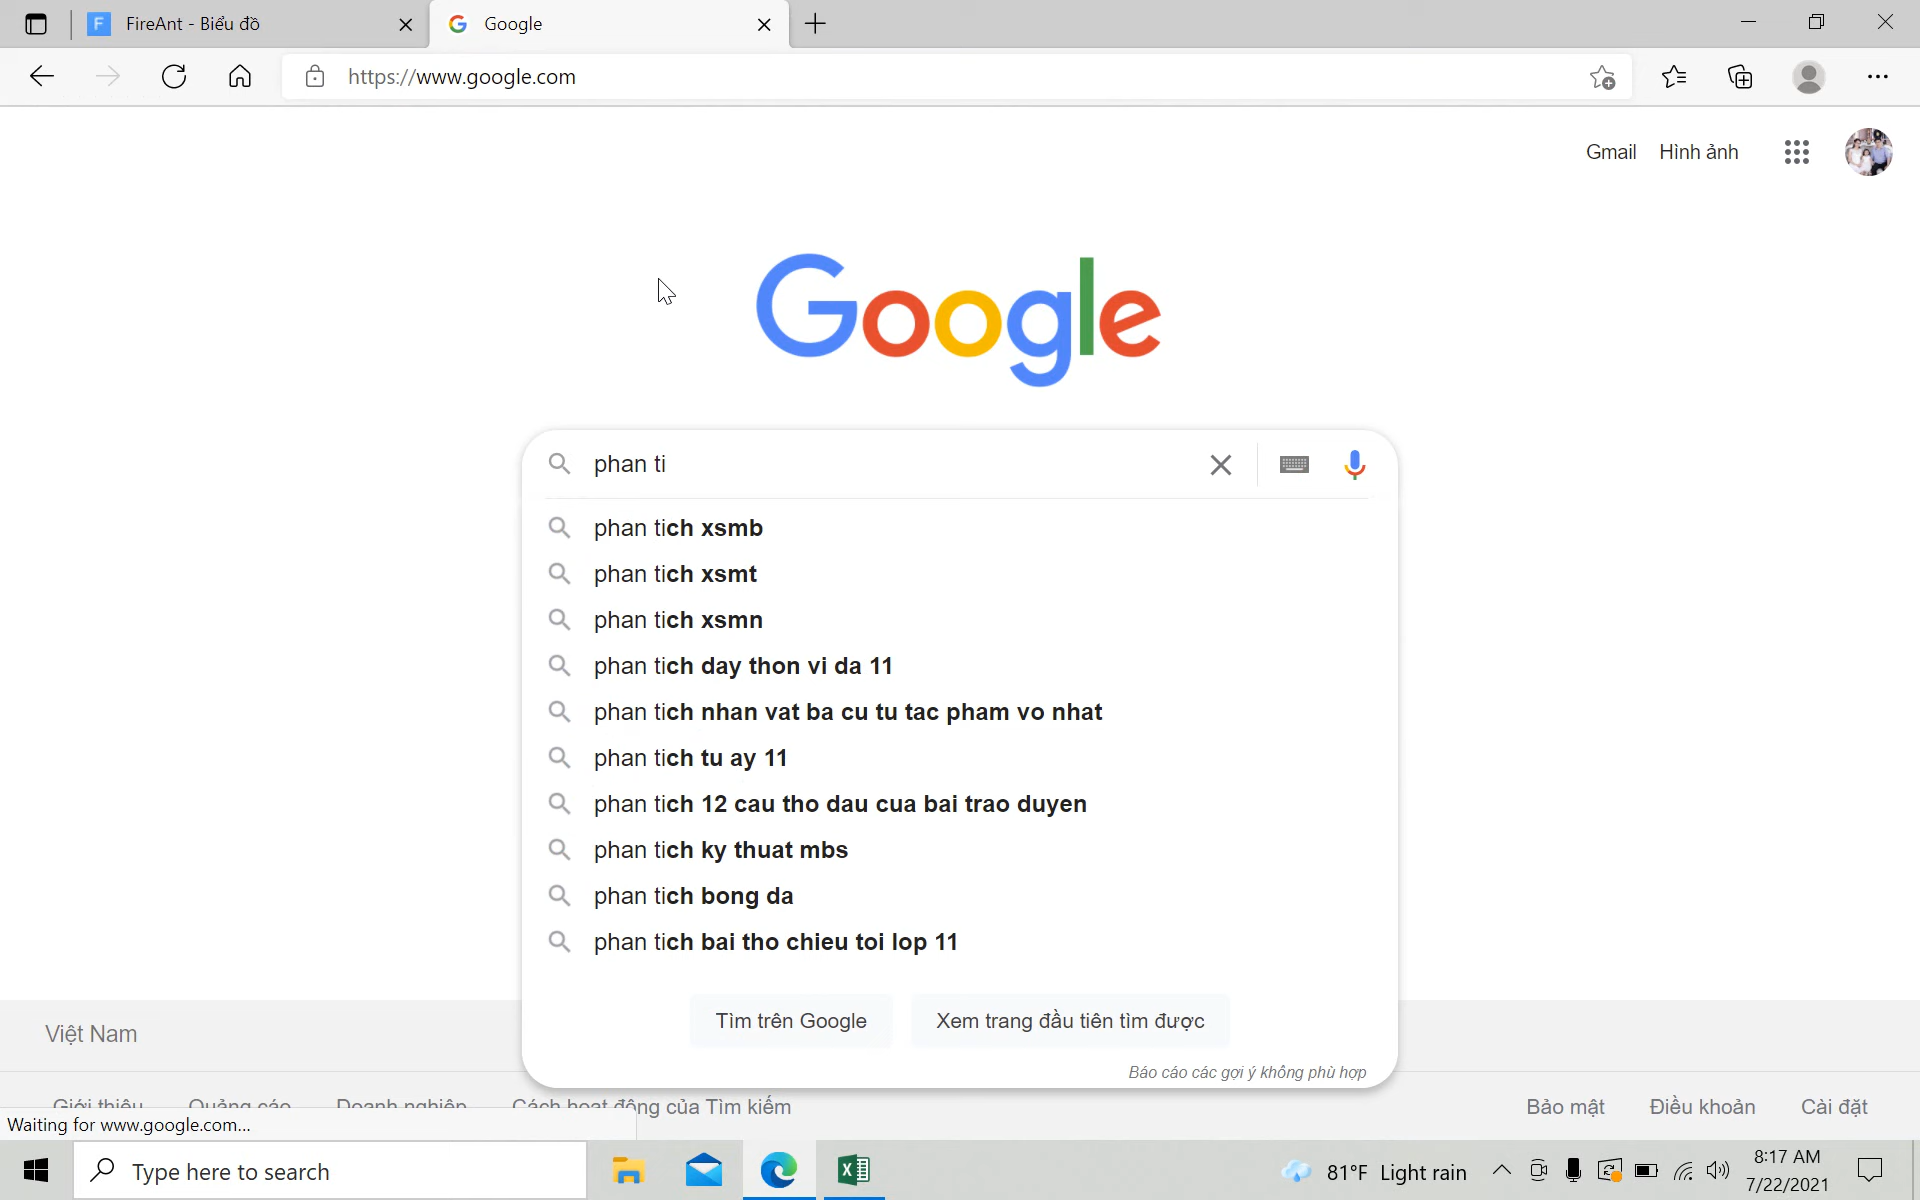 FireAnt - Biểu đồ
Google
https://www.google.com
Gmail Hình ảnh
Google
phan ti
phan tich xsmb
phan tich xsmt
phan tich xsmn
phan tich day thon vi da 11
phan tich nhan vat ba cu tu tac pham vo nhat
phan tich tu ay 11
phan tich 12 cau tho dau cua bai trao duyen
phan tich ky thuat mbs
phan tich bong da
phan tich bai tho chieu toi lop 11
Tìm trên Google Xem trang đầu tiên tìm được
Báo cáo các gợi ý không phù hợp
Việt Nam
Giới thiệu Quảng cáo Doanh nghiệp Cách hoạt động của Tìm kiếm Bảo mật Điều khoản Cài đặt
Waiting for www.google.com...
Type here to search
81°F Light rain
8:17 AM
7/22/2021